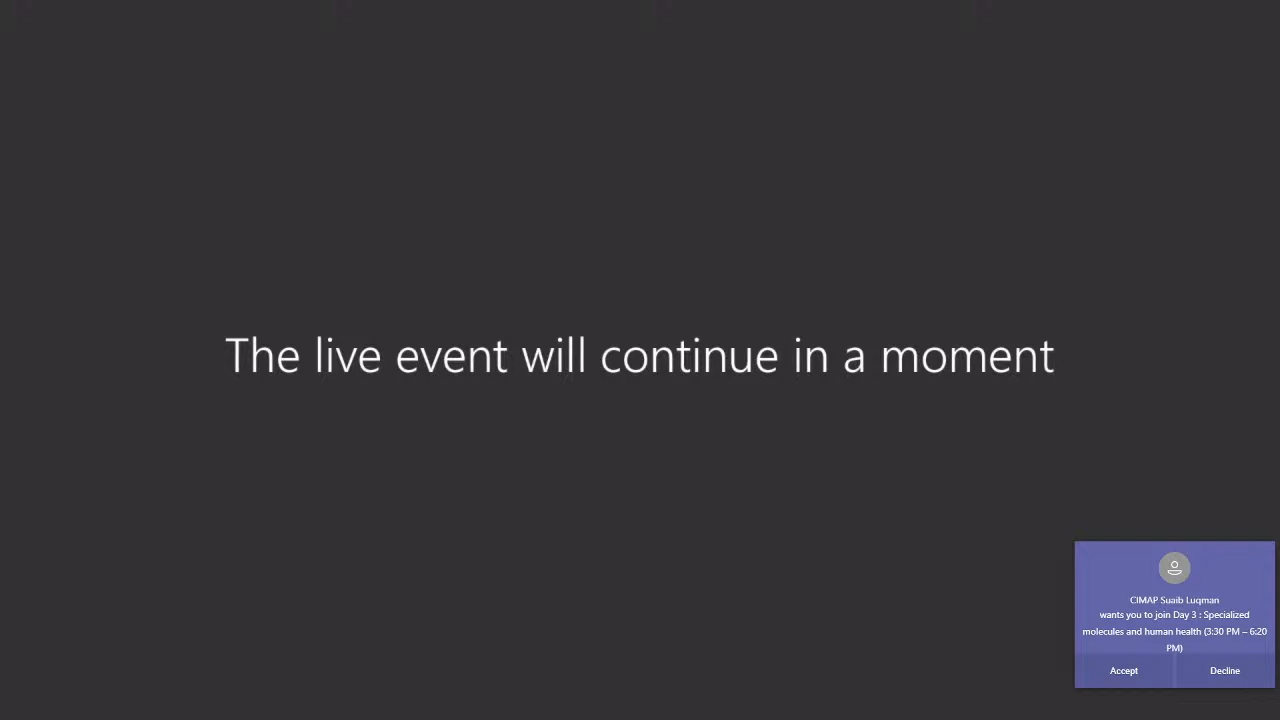 The live event will continue in a moment
CIMAP Suaib Luqman
wants you to join Day 3 : Specialized
molecules and human health (3:30 PM – 6:20
PM)
Accept
Decline